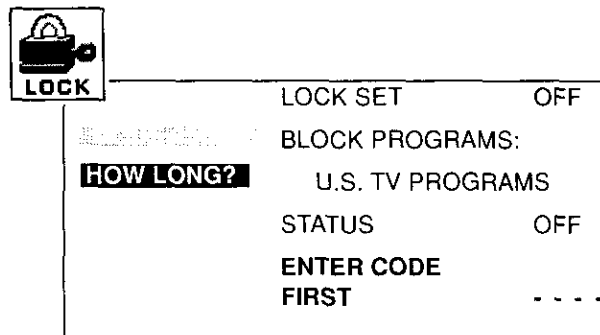 LOCK
LOCK SET OFF
BLOCK PROGRAMS:
HOW LONG?
U.S. TV PROGRAMS
STATUS OFF
ENTER CODE
FIRST - - - -